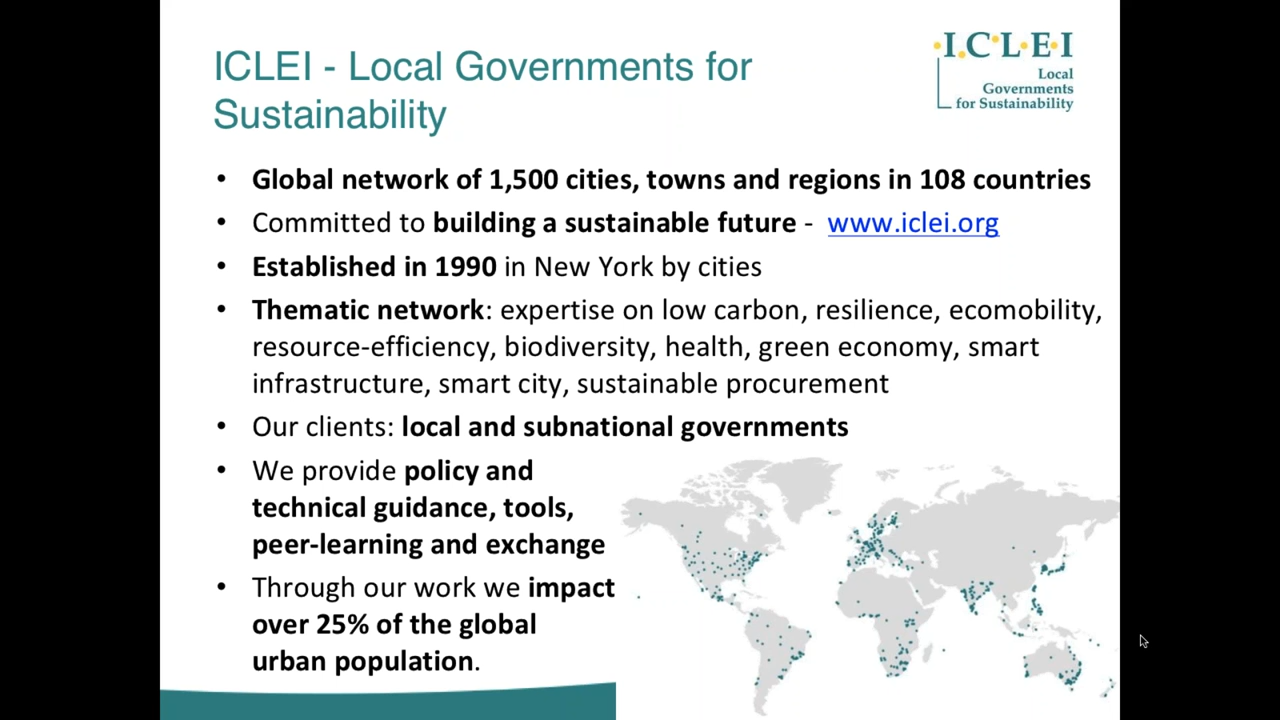 ICLEI - Local Governments for
Sustainability
·I.C·L·E·I
Local
Governments
for Sustainability
• Global network of 1,500 cities, towns and regions in 108 countries
• Committed to building a sustainable future - www.iclei.org
• Established in 1990 in New York by cities
• Thematic network: expertise on low carbon, resilience, ecomobility,
resource-efficiency, biodiversity, health, green economy, smart
infrastructure, smart city, sustainable procurement
• Our clients: local and subnational governments
• We provide policy and
technical guidance, tools,
peer-learning and exchange
• Through our work we impact
over 25% of the global
urban population.